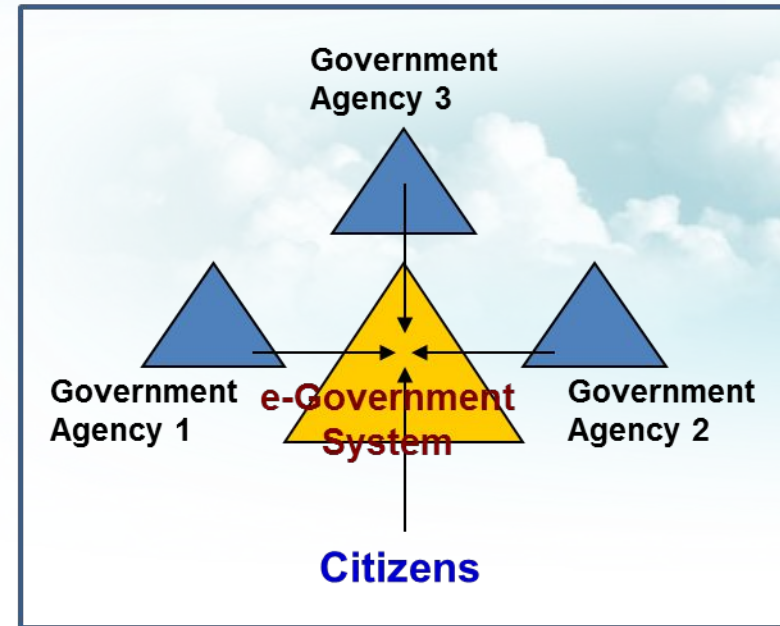 Government
Agency 3
Government
Agency 1
e-Government
System
Government
Agency 2
Citizens